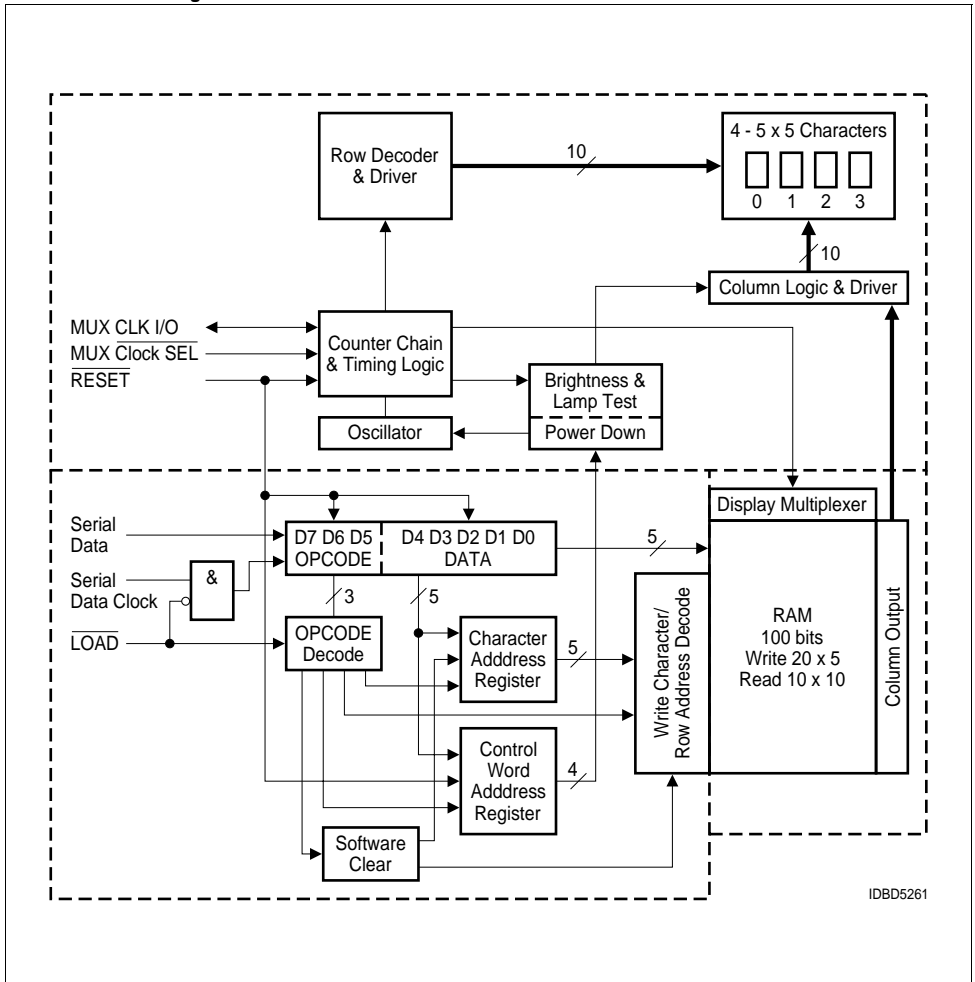 Row Decoder
& Driver
10
4 - 5 x 5 Characters
0 1 2 3
10
Column Logic & Driver
MUX CLK I/O
MUX Clock SEL
RESET
Counter Chain
& Timing Logic
Brightness &
Lamp Test
Oscillator
Power Down
Display Multiplexer
Serial
Data
D7 D6 D5
OPCODE
D4 D3 D2 D1 D0
DATA
5
Serial
Data Clock
&
3
5
LOAD
OPCODE
Decode
Character
Adddress
Register
5
Write Character/
Row Address Decode
RAM
100 bits
Write 20 x 5
Read 10 x 10
Column Output
Control
Word
Adddress
Register
4
Software
Clear
IDBD5261